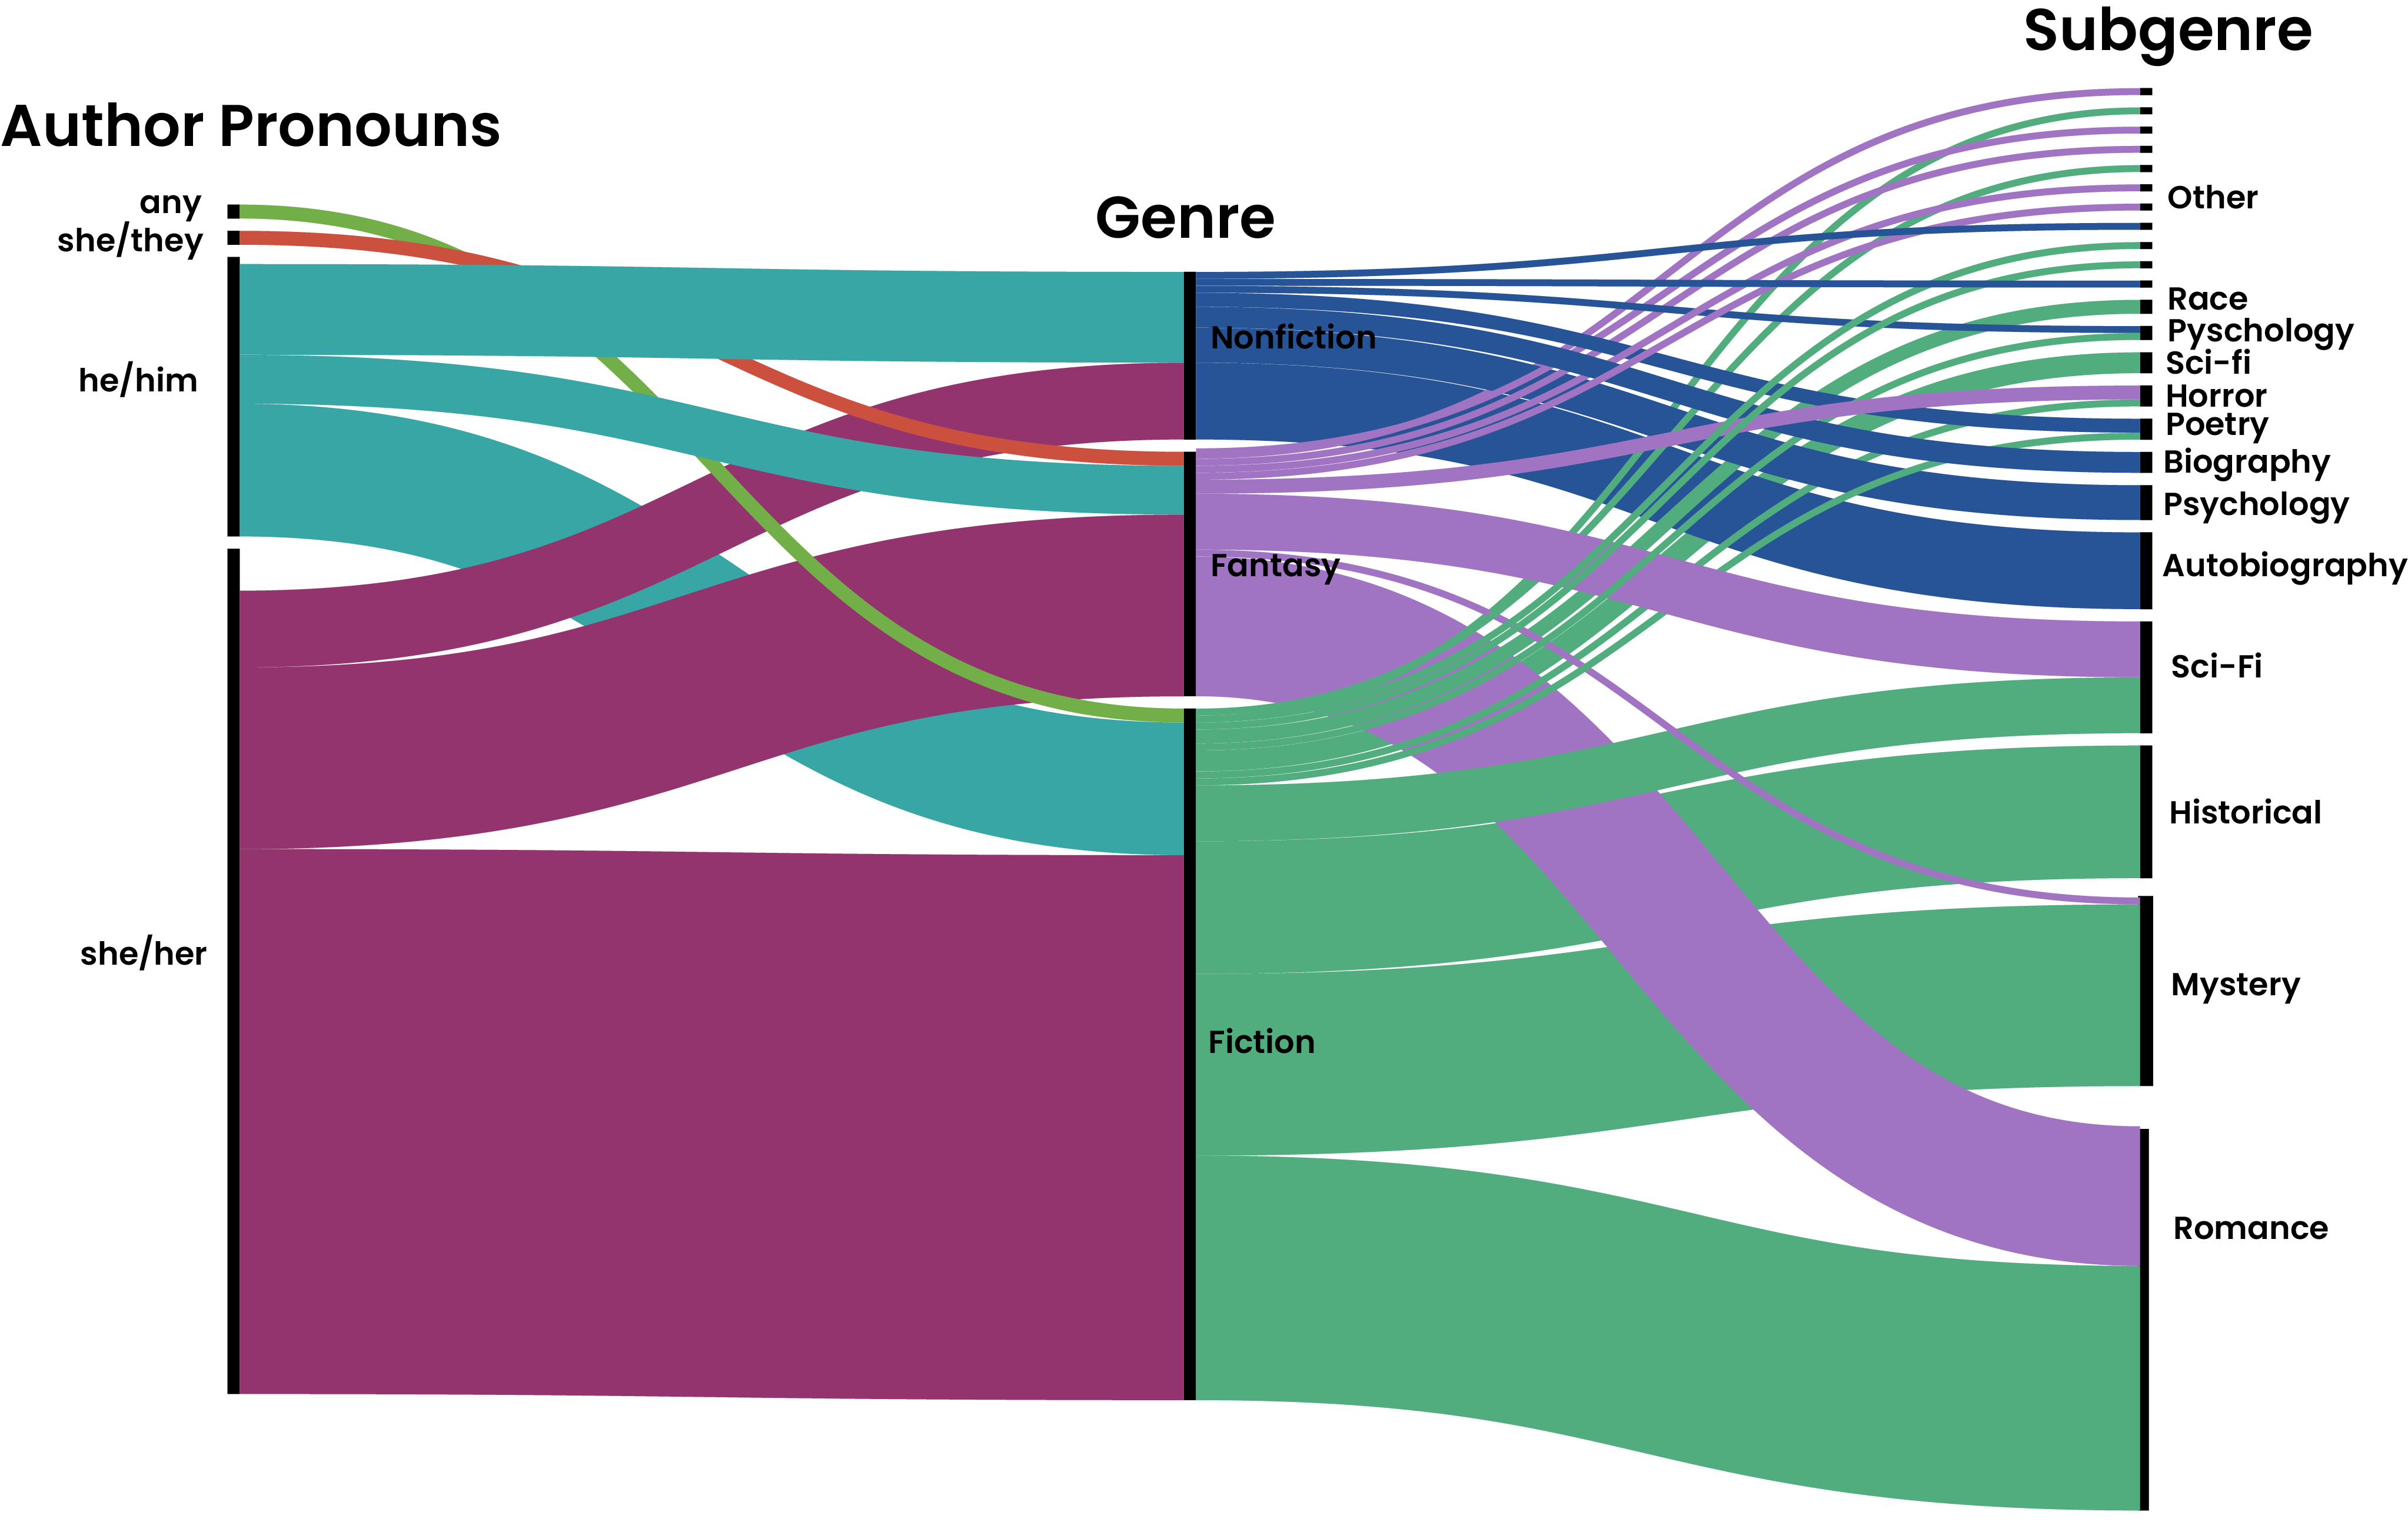 Subgenre
Author Pronouns
any
she/they
he/him
she/her
Genre
Nonfiction
Fantasy
Fiction
Other
Race
Pyschology
Sci-fi
Horror
Poetry
Biography
Psychology
Autobiography
Sci-Fi
Historical
Mystery
Romance